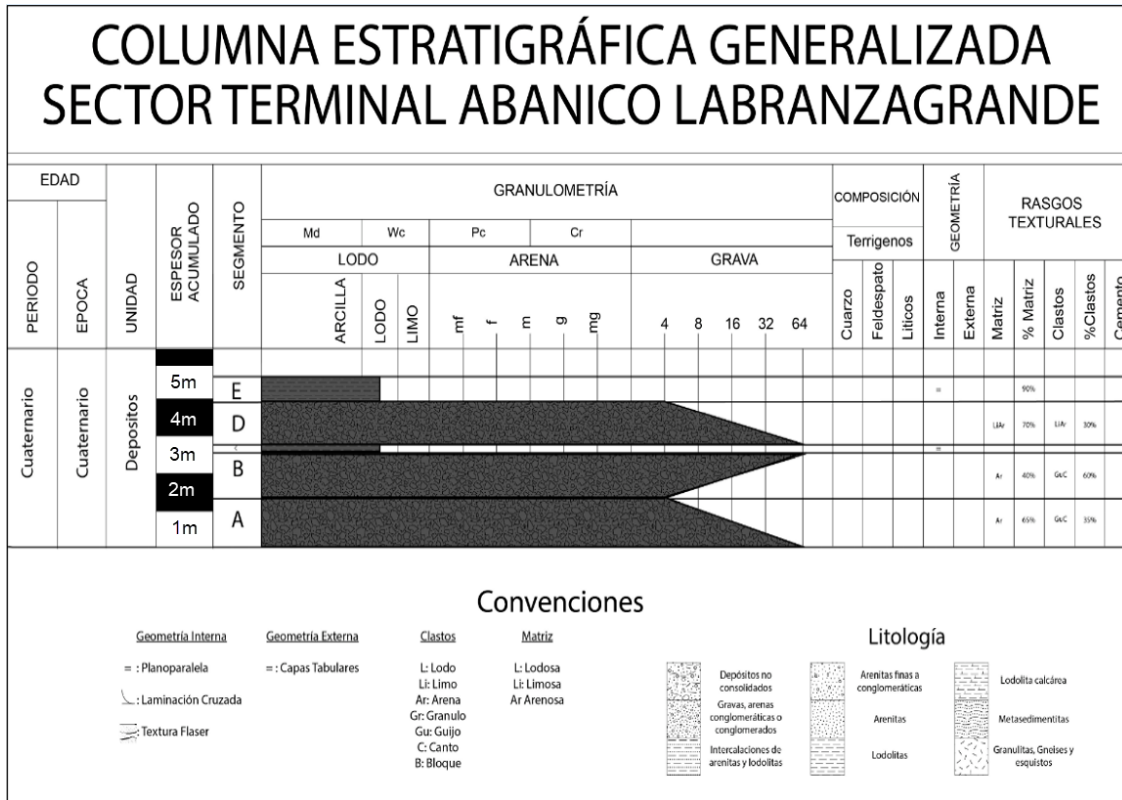 COLUMNA ESTRATIGRÁFICA GENERALIZADA
SECTOR TERMINAL ABANICO LABRANZAGRANDE
EDAD
PERIODO
EPOCA
UNIDAD
ESPESOR
ACUMULADO
SEGMENTO
GRANULOMETRÍA
Md
Wc
Pc
Cr
LODO
ARENA
GRAVA
ARCILLA
LODO
LIMO
mf
f
m
g
mg
4
8
16
32
64
COMPOSICIÓN
Terrigenos
Cuarzo
Feldespato
Liticos
GEOMETRÍA
Interna
Externa
RASGOS
TEXTURALES
Matriz
% Matriz
Clastos
%Clastos
Cemento
Cuaternario
Cuaternario
Depositos
5m
4m
3m
2m
1m
E
D
C
B
A
=
90%
LiAr
70%
LiAr
30%
=
Ar
40%
GuC
60%
Ar
65%
GuC
35%
Convenciones
Geometría Interna
= : Planoparalela
: Laminación Cruzada
: Textura Flaser
Geometría Externa
= : Capas Tabulares
Clastos
L: Lodo
Li: Limo
Ar: Arena
Gr: Granulo
Gu: Guijo
C: Canto
B: Bloque
Matriz
L: Lodosa
Li: Limosa
Ar Arenosa
Litología
Depósitos no
consolidados
Gravas, arenas
conglomeráticas o
conglomerados
Intercalaciones de
arenitas y lodolitas
Arenitas finas a
conglomeráticas
Arenitas
Lodolitas
Lodolita calcárea
Metasedimentitas
Granulitas, Gneises y
esquistos